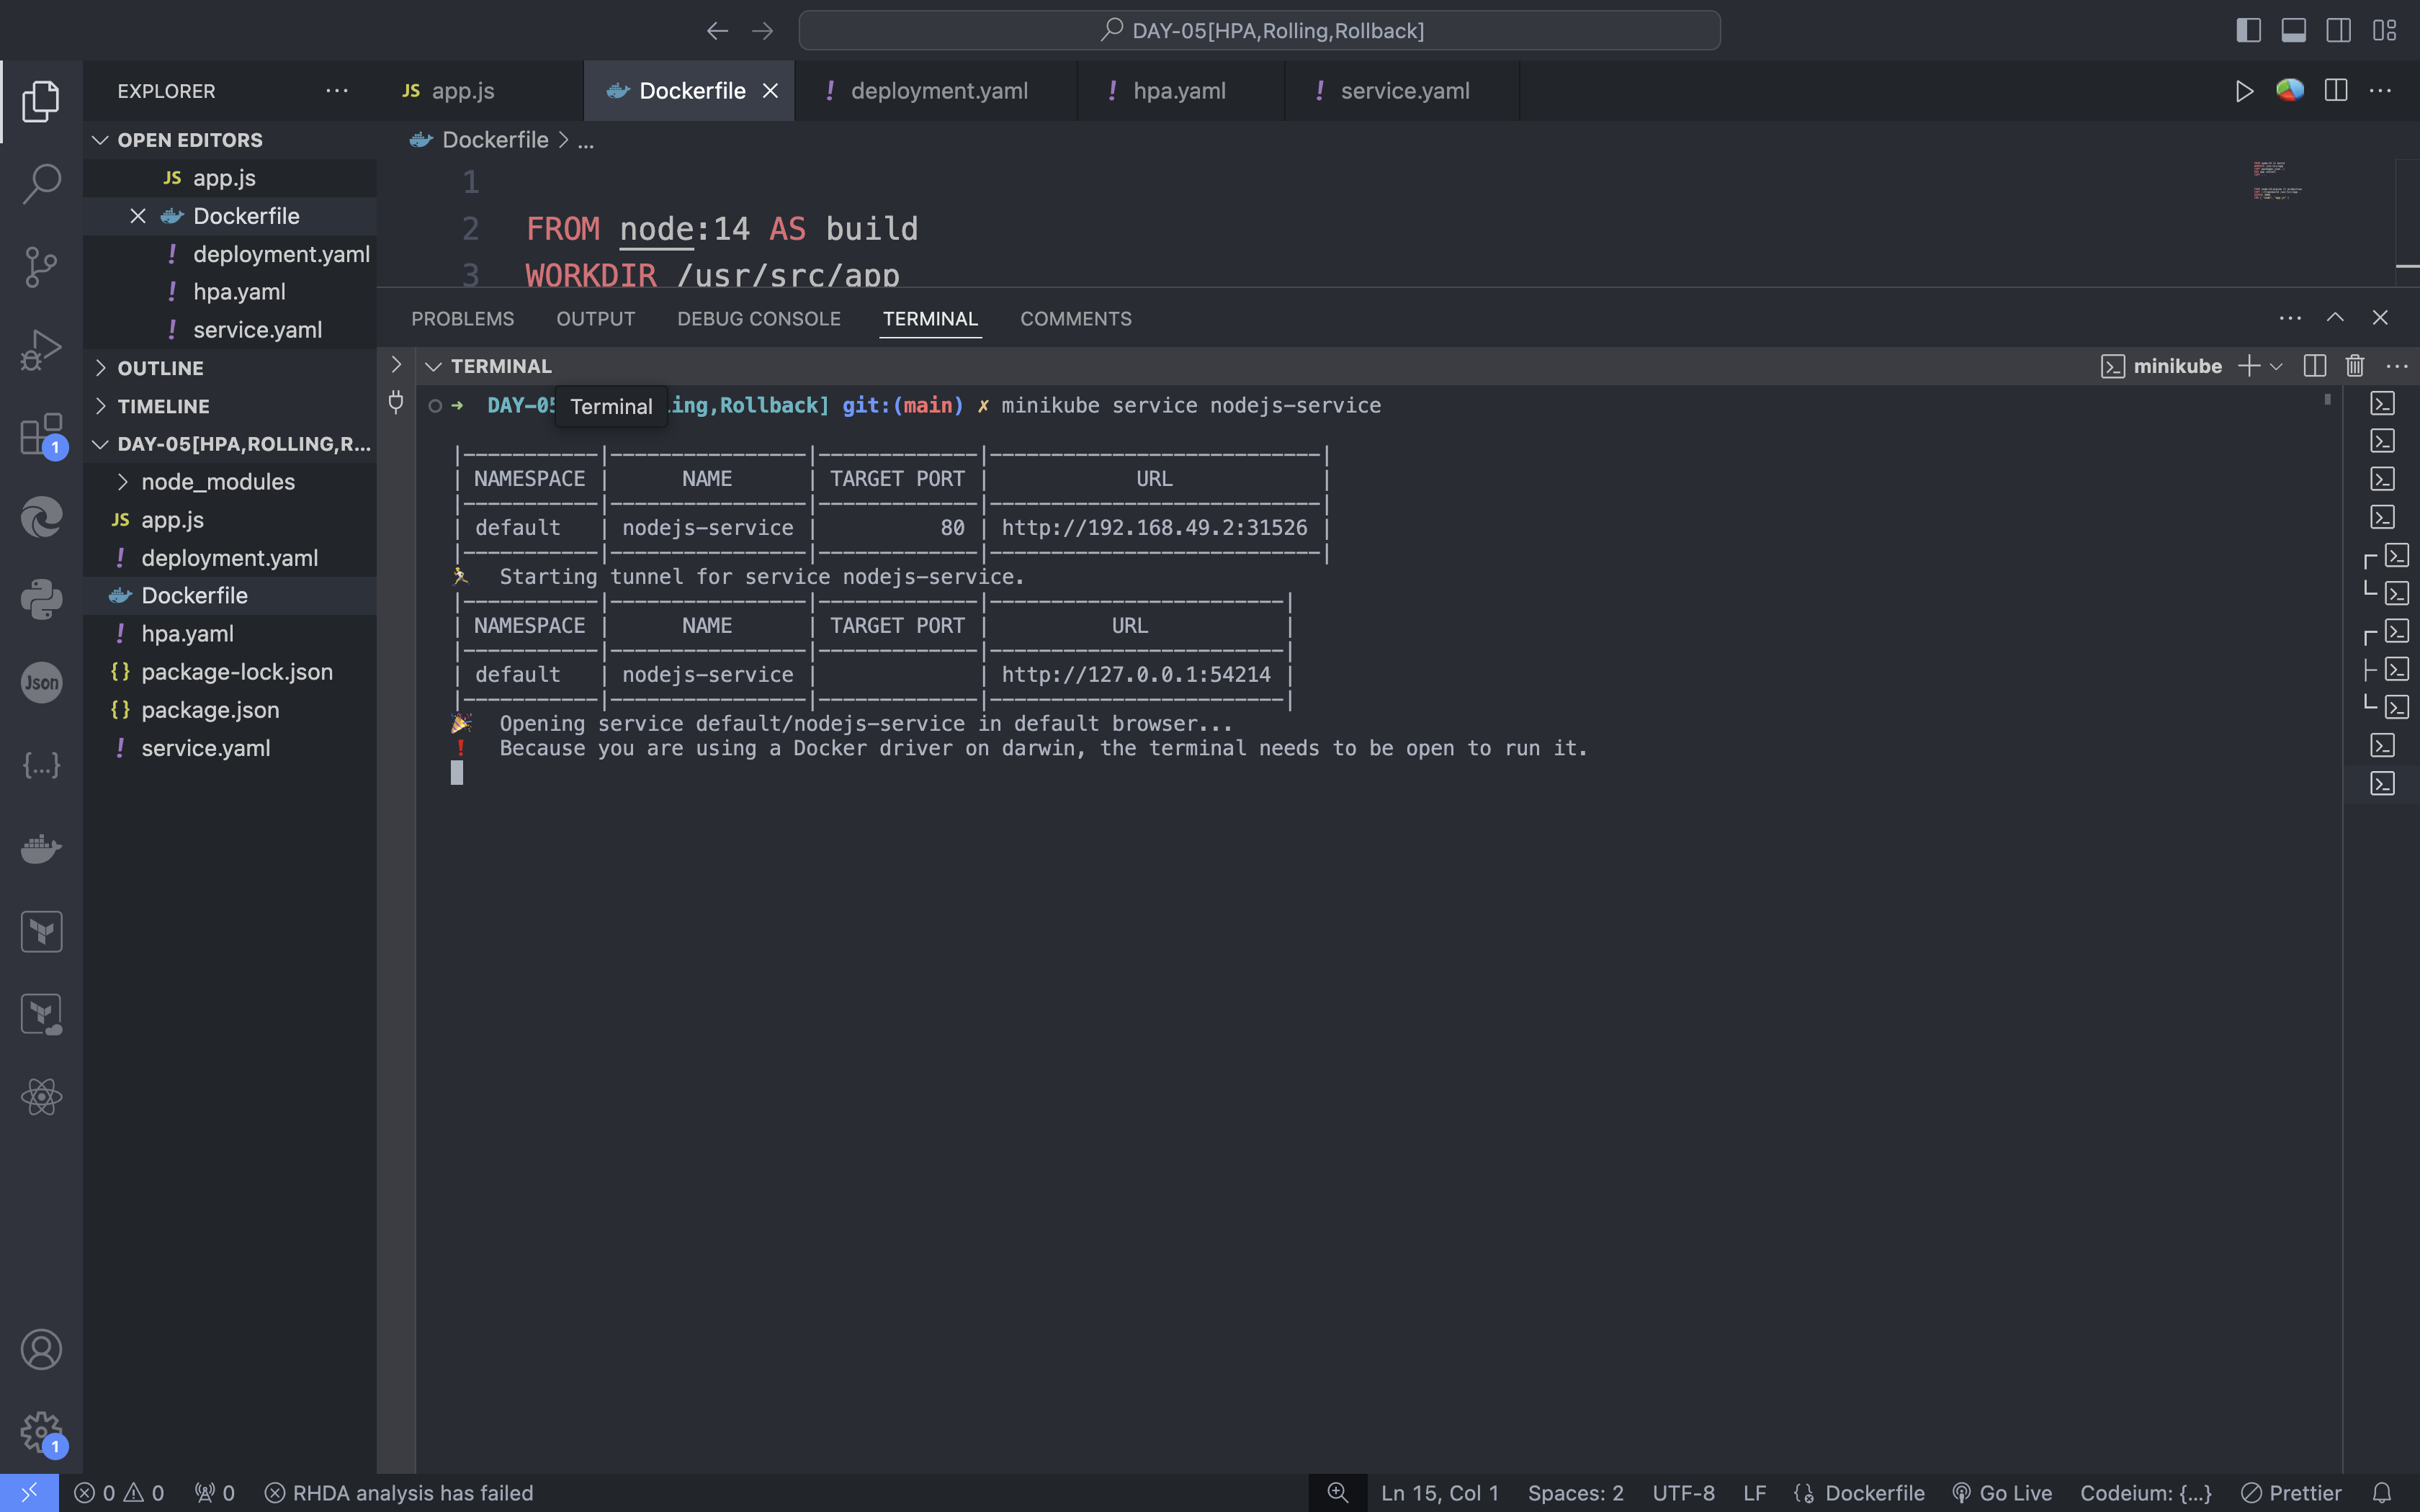 DAY-05[HPA,Rolling,Rollback]
EXPLORER
JS app.js
Dockerfile
! deployment.yaml
! hpa.yaml
! service.yaml
OPEN EDITORS
JS app.js
Dockerfile
! deployment.yaml
! hpa.yaml
! service.yaml
OUTLINE
TIMELINE
DAY-05[HPA,ROLLING,R...
node_modules
JS app.js
! deployment.yaml
Dockerfile
! hpa.yaml
{} package-lock.json
{} package.json
! service.yaml
1
Json
{...}
1
Dockerfile > ...
1
2 FROM node:14 AS build
3 WORKDIR /usr/src/app
PROBLEMS OUTPUT DEBUG CONSOLE TERMINAL COMMENTS
TERMINAL
minikube
Terminal
→ DAY-05 ing,Rollback] git:(main) ✗ minikube service nodejs-service
| NAMESPACE | NAME | TARGET PORT | URL |
| default | nodejs-service | 80 | http://192.168.49.2:31526 |
🏃 Starting tunnel for service nodejs-service.
| NAMESPACE | NAME | TARGET PORT | URL |
| default | nodejs-service | | http://127.0.0.1:54214 |
🎉 Opening service default/nodejs-service in default browser...
❗ Because you are using a Docker driver on darwin, the terminal needs to be open to run it.
0 0 0 RHDA analysis has failed
Ln 15, Col 1 Spaces: 2 UTF-8 LF Dockerfile Go Live Codeium: {...} Prettier